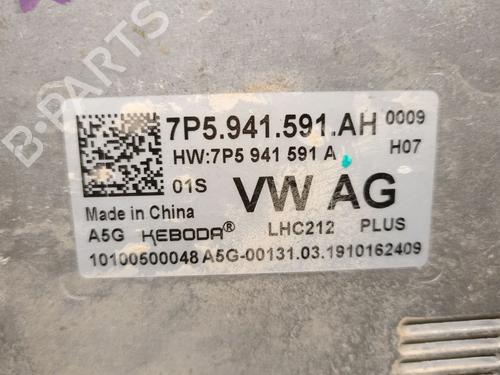 B-PARTS
7P5.941.591.AH 0009
HW:7P5 941 591 A H07
01S VW AG
Made in China
A5G KEBODA® LHC212 PLUS
10100500048 A5G-00131.03.1910162409